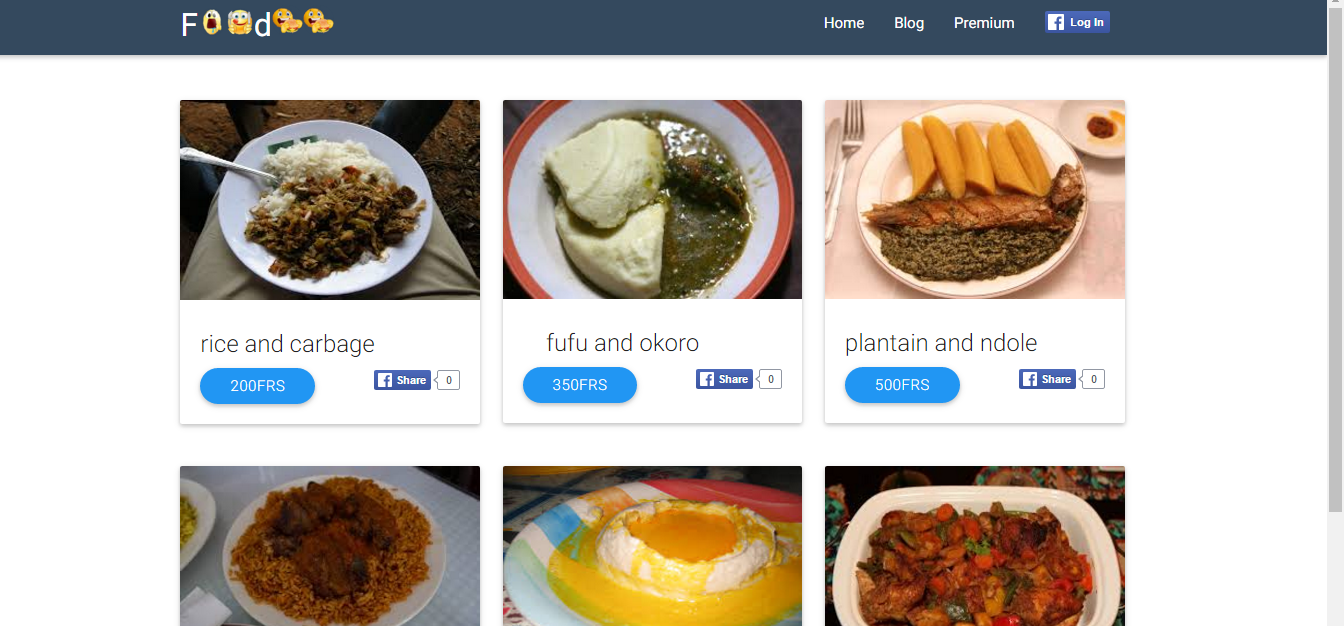 F😮🤗d😋😋
Home Blog Premium Log In
rice and carbage
200FRS Share 0
fufu and okoro
350FRS Share 0
plantain and ndole
500FRS Share 0